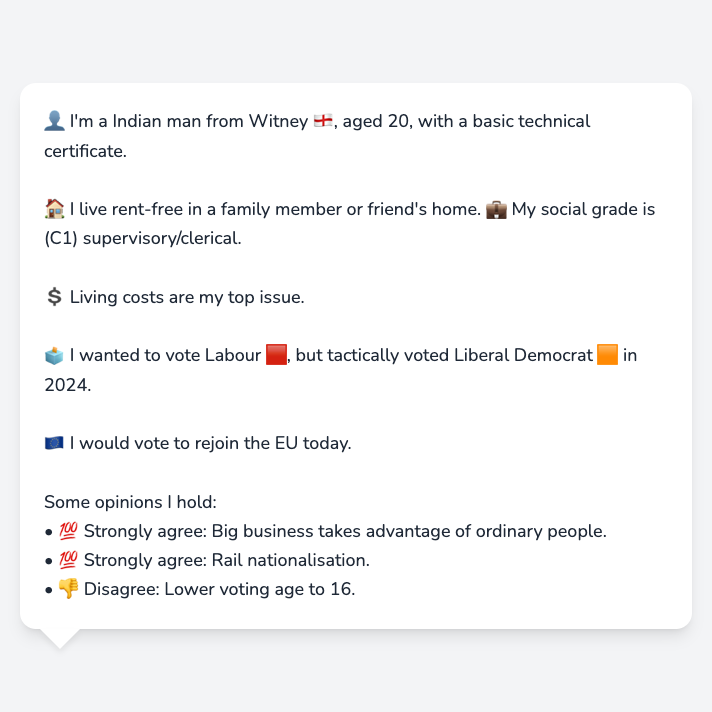 👤 I'm a Indian man from Witney 🏴󠁧󠁢󠁥󠁮󠁧󠁿, aged 20, with a basic technical
certificate.
🏠 I live rent-free in a family member or friend's home. 💼 My social grade is
(C1) supervisory/clerical.
💲 Living costs are my top issue.
🗳️ I wanted to vote Labour 🟥, but tactically voted Liberal Democrat 🟧 in
2024.
🇪🇺 I would vote to rejoin the EU today.
Some opinions I hold:
• 💯 Strongly agree: Big business takes advantage of ordinary people.
• 💯 Strongly agree: Rail nationalisation.
• 👎 Disagree: Lower voting age to 16.